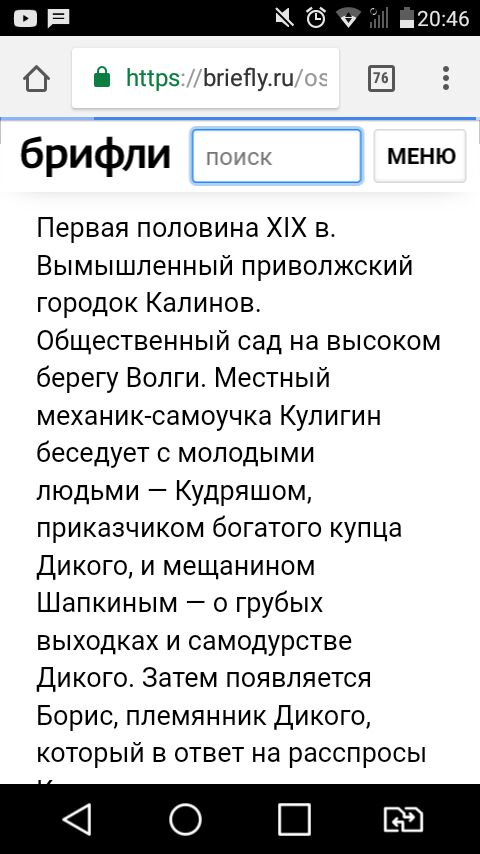 20:46
https://briefly.ru/os
76
брифли
поиск
МЕНЮ
Первая половина XIX в.
Вымышленный приволжский
городок Калинов.
Общественный сад на высоком
берегу Волги. Местный
механик-самоучка Кулигин
беседует с молодыми
людьми — Кудряшом,
приказчиком богатого купца
Дикого, и мещанином
Шапкиным — о грубых
выходках и самодурстве
Дикого. Затем появляется
Борис, племянник Дикого,
который в ответ на расспросы